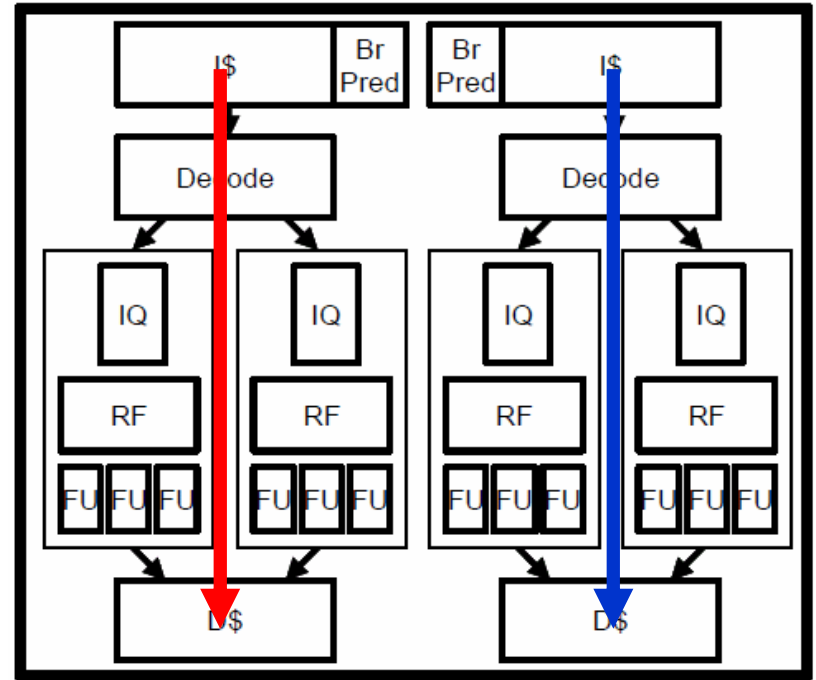 I$ Br Pred Br Pred I$
Decode Decode
IQ IQ IQ IQ
RF RF RF RF
FU FU FU FU FU FU FU FU FU FU FU FU
D$ D$